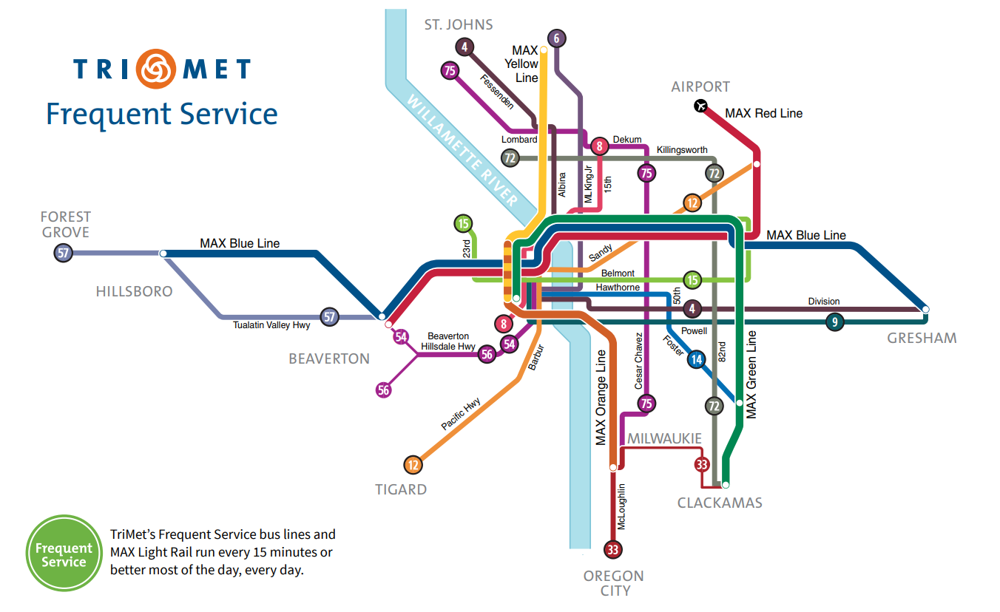 TRI MET
Frequent Service
ST. JOHNS
4
75
6
MAX
Yellow
Line
Fessenden
WILLAMETTE RIVER
AIRPORT
MAX Red Line
Lombard
8
Dekum
Killingsworth
72
75
72
Albina
ML King Jr
15th
12
15
23rd
FOREST
GROVE
57
MAX Blue Line
MAX Blue Line
HILLSBORO
Sandy
Belmont
15
Hawthorne
50th
4
Division
9
Tualatin Valley Hwy
57
8
54
Beaverton
Hillsdale Hwy
56
54
Powell
Foster
14
82nd
GRESHAM
BEAVERTON
56
Barbur
Pacific Hwy
MAX Orange Line
Cesar Chavez
75
72
MAX Green Line
MILWAUKIE
33
12
TIGARD
McLoughlin
CLACKAMAS
33
OREGON
CITY
Frequent
Service
TriMet’s Frequent Service bus lines and
MAX Light Rail run every 15 minutes or
better most of the day, every day.